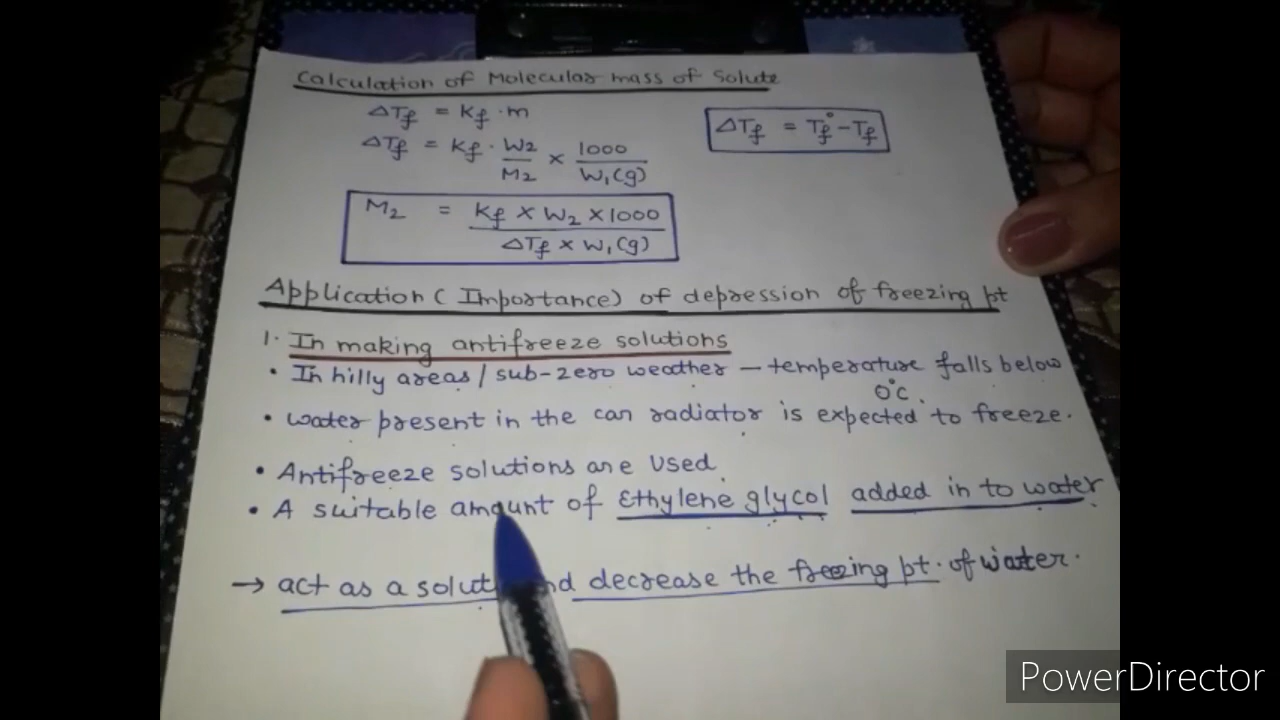 Calculation of Molecular mass of Solute
ΔTf = Kf · m
ΔTf = Tf° - Tf
ΔTf = Kf · W2/M2 × 1000/W1(g)
M2 = Kf × W2 × 1000 / ΔTf × W1(g)
Application (Importance) of depression of freezing pt
1. In making antifreeze solutions
• In hilly areas / sub-zero weather — temperature falls below
0°C.
• water present in the car radiator is expected to freeze.
• Antifreeze solutions are used.
• A suitable amount of Ethylene glycol added in to water
→ act as a solut nd decrease the freezing pt. of water.
PowerDirector